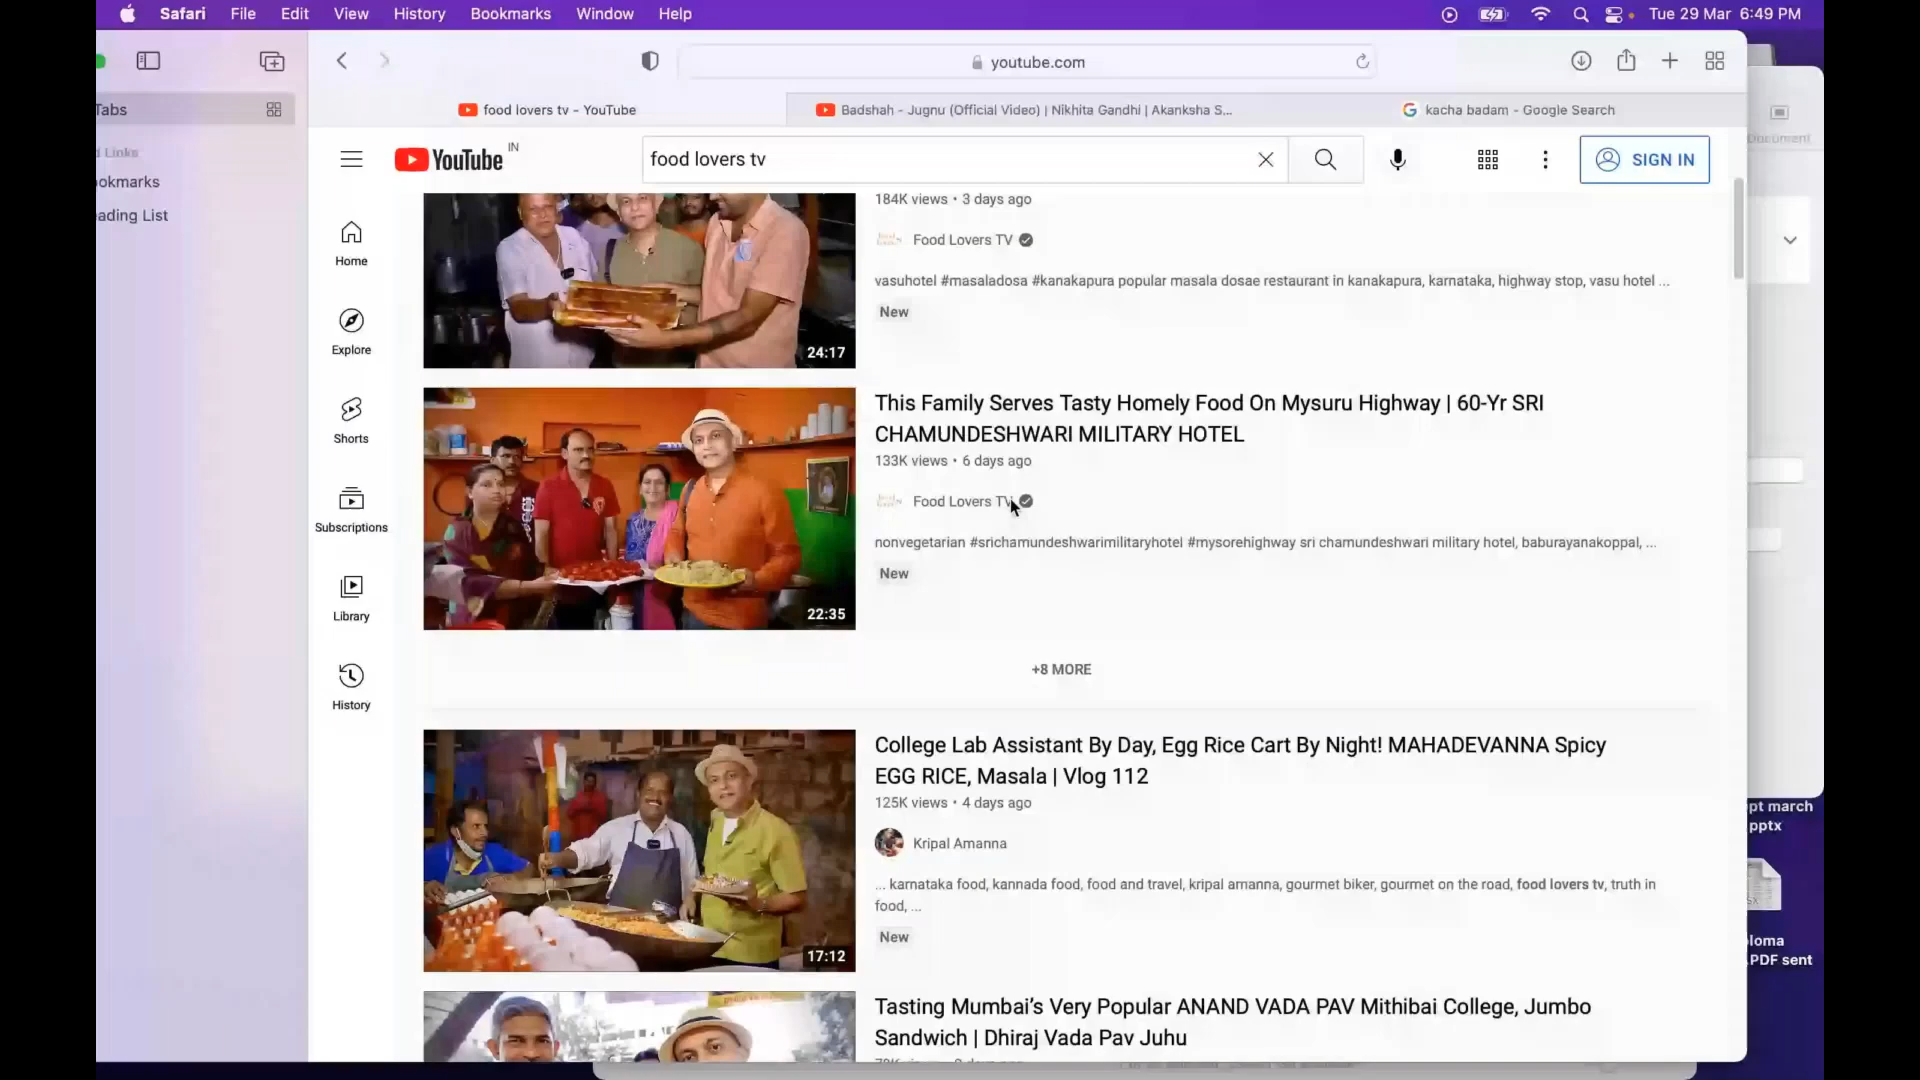 Safari File Edit View History Bookmarks Window Help
Tue 29 Mar 6:49 PM
youtube.com
Tabs
food lovers tv - YouTube
Badshah - Jugnu (Official Video) | Nikhita Gandhi | Akanksha S...
kacha badam - Google Search
Document
d Links
ookmarks
eading List
YouTube IN
food lovers tv
SIGN IN
Home
Explore
Shorts
Subscriptions
Library
History
184K views • 3 days ago
Food Lovers TV
vasuhotel #masaladosa #kanakapura popular masala dosae restaurant in kanakapura, karnataka, highway stop, vasu hotel ...
New
24:17
This Family Serves Tasty Homely Food On Mysuru Highway | 60-Yr SRI
CHAMUNDESHWARI MILITARY HOTEL
133K views • 6 days ago
Food Lovers TV
nonvegetarian #srichamundeshwarimilitaryhotel #mysorehighway sri chamundeshwari military hotel, baburayanakoppal, ...
New
22:35
+8 MORE
College Lab Assistant By Day, Egg Rice Cart By Night! MAHADEVANNA Spicy
EGG RICE, Masala | Vlog 112
125K views • 4 days ago
Kripal Amanna
... karnataka food, kannada food, food and travel, kripal amanna, gourmet biker, gourmet on the road, food lovers tv, truth in
food, ...
New
17:12
Tasting Mumbai's Very Popular ANAND VADA PAV Mithibai College, Jumbo
Sandwich | Dhiraj Vada Pav Juhu
ppt march
pptx
loma
PDF sent